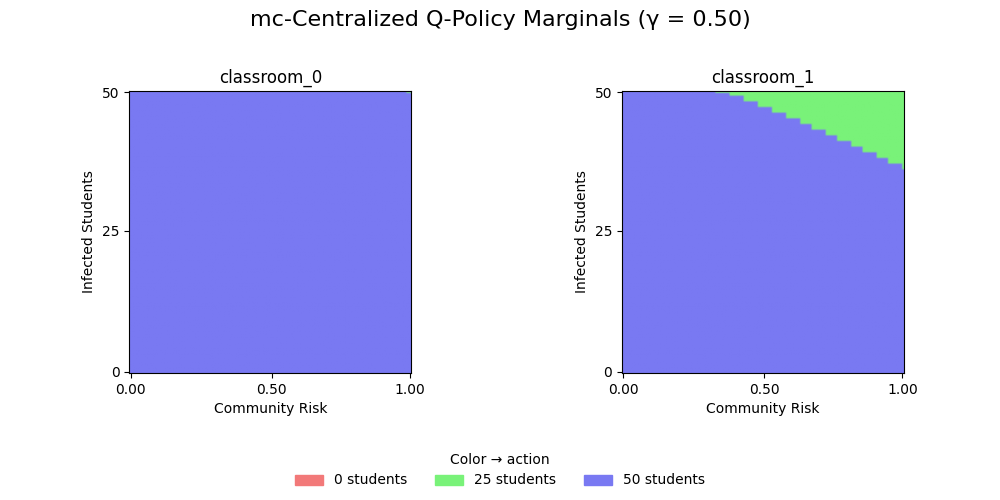 mc-Centralized Q-Policy Marginals (γ = 0.50)
classroom_0
classroom_1
50
25
0
Infected Students
0.00 0.50 1.00
Community Risk
50
25
0
Infected Students
0.00 0.50 1.00
Community Risk
Color → action
0 students 25 students 50 students